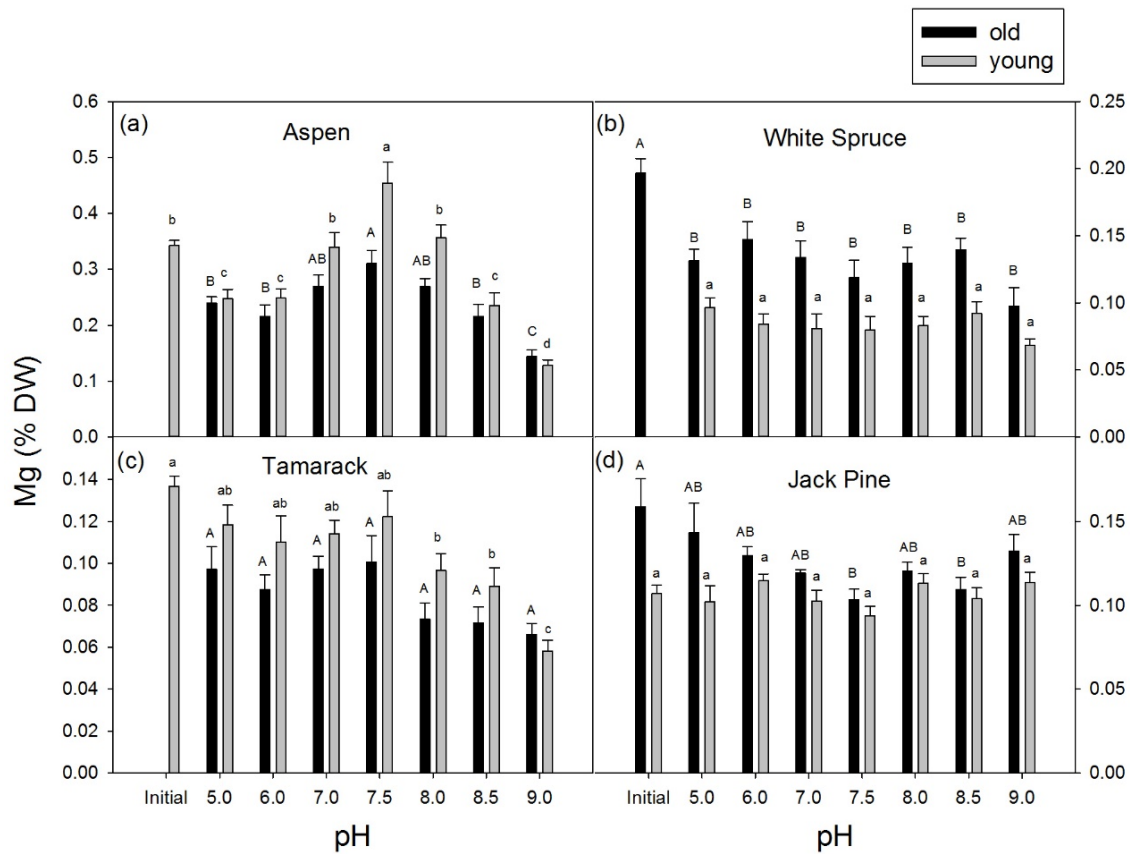 old
young
(a)
Aspen
0.6
0.5
0.4
0.3
0.2
0.1
0.0
b
B c
B c
AB b
A a
AB b
B c
C d
(b)
White Spruce
0.25
0.20
0.15
0.10
0.05
0.00
A
B a
B a
B a
B a
B a
B a
B a
Mg (% DW)
(c)
Tamarack
0.14
0.12
0.10
0.08
0.06
0.04
0.02
0.00
a
A ab
A ab
A ab
A ab
A b
A b
A c
(d)
Jack Pine
0.15
0.10
0.05
0.00
A a
AB a
AB a
AB a
B a
AB a
B a
AB a
Initial 5.0 6.0 7.0 7.5 8.0 8.5 9.0
Initial 5.0 6.0 7.0 7.5 8.0 8.5 9.0
pH
pH